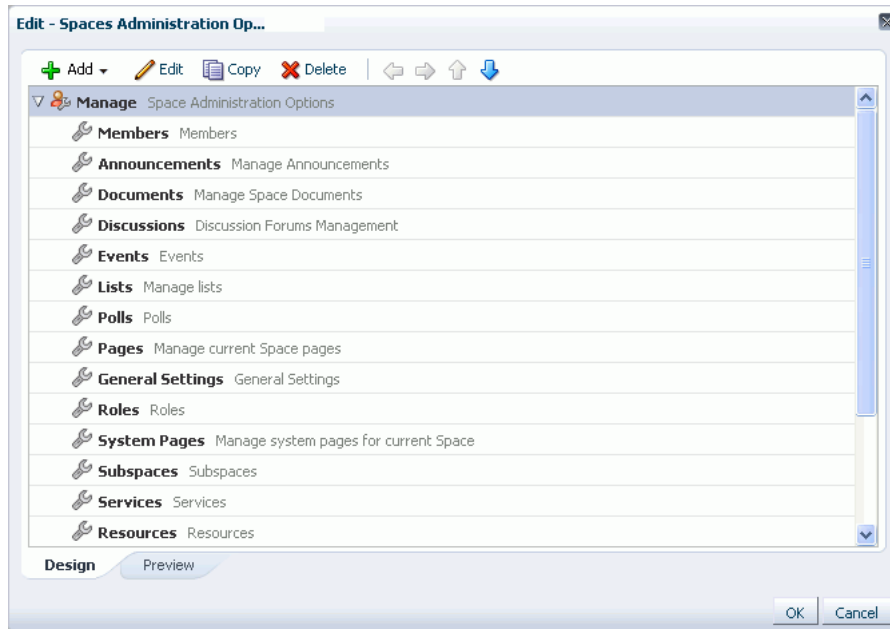 Edit - Spaces Administration Op...
Add Edit Copy Delete
Manage Space Administration Options
Members Members
Announcements Manage Announcements
Documents Manage Space Documents
Discussions Discussion Forums Management
Events Events
Lists Manage lists
Polls Polls
Pages Manage current Space pages
General Settings General Settings
Roles Roles
System Pages Manage system pages for current Space
Subspaces Subspaces
Services Services
Resources Resources
Design Preview
OK Cancel